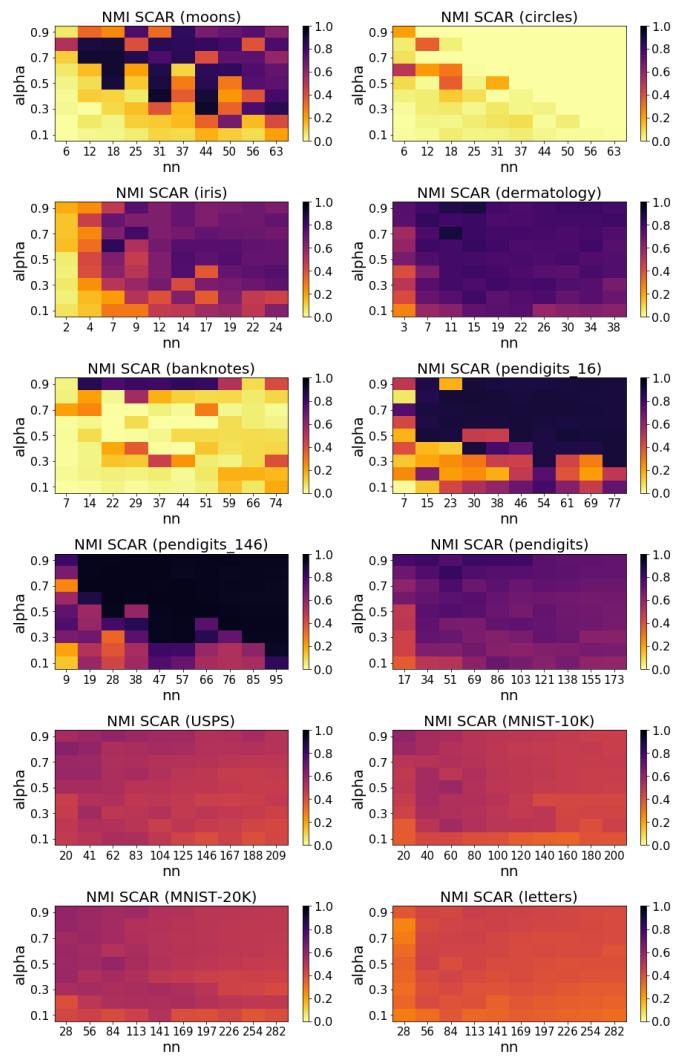 NMI SCAR (moons)
alpha
0.9
0.7
0.5
0.3
0.1
6 12 18 25 31 37 44 50 56 63
nn
1.0
0.8
0.6
0.4
0.2
0.0
NMI SCAR (circles)
alpha
0.9
0.7
0.5
0.3
0.1
6 12 18 25 31 37 44 50 56 63
nn
1.0
0.8
0.6
0.4
0.2
0.0
NMI SCAR (iris)
alpha
0.9
0.7
0.5
0.3
0.1
2 4 7 9 12 14 17 19 22 24
nn
1.0
0.8
0.6
0.4
0.2
0.0
NMI SCAR (dermatology)
alpha
0.9
0.7
0.5
0.3
0.1
3 7 11 15 19 22 26 30 34 38
nn
1.0
0.8
0.6
0.4
0.2
0.0
NMI SCAR (banknotes)
alpha
0.9
0.7
0.5
0.3
0.1
7 14 22 29 37 44 51 59 66 74
nn
1.0
0.8
0.6
0.4
0.2
0.0
NMI SCAR (pendigits_16)
alpha
0.9
0.7
0.5
0.3
0.1
7 15 23 30 38 46 54 61 69 77
nn
1.0
0.8
0.6
0.4
0.2
0.0
NMI SCAR (pendigits_146)
alpha
0.9
0.7
0.5
0.3
0.1
9 19 28 38 47 57 66 76 85 95
nn
1.0
0.8
0.6
0.4
0.2
0.0
NMI SCAR (pendigits)
alpha
0.9
0.7
0.5
0.3
0.1
17 34 51 69 86 103 121 138 155 173
nn
1.0
0.8
0.6
0.4
0.2
0.0
NMI SCAR (USPS)
alpha
0.9
0.7
0.5
0.3
0.1
20 41 62 83 104 125 146 167 188 209
nn
1.0
0.8
0.6
0.4
0.2
0.0
NMI SCAR (MNIST-10K)
alpha
0.9
0.7
0.5
0.3
0.1
20 40 60 80 100 120 140 160 180 200
nn
1.0
0.8
0.6
0.4
0.2
0.0
NMI SCAR (MNIST-20K)
alpha
0.9
0.7
0.5
0.3
0.1
28 56 84 113 141 169 197 226 254 282
nn
1.0
0.8
0.6
0.4
0.2
0.0
NMI SCAR (letters)
alpha
0.9
0.7
0.5
0.3
0.1
28 56 84 113 141 169 197 226 254 282
nn
1.0
0.8
0.6
0.4
0.2
0.0